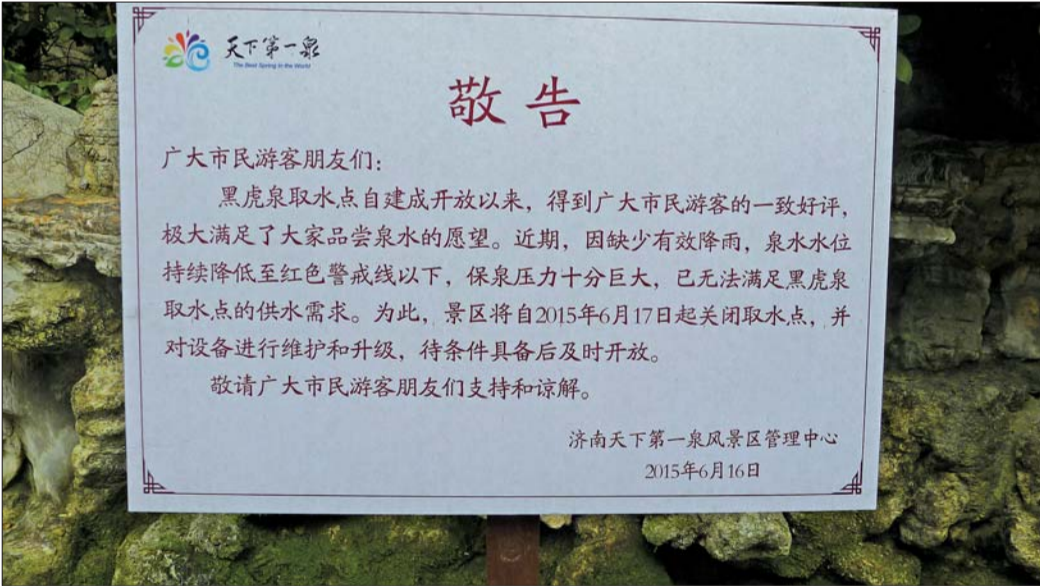 天下第一泉
The Best Spring in the World
敬告
广大市民游客朋友们：
黑虎泉取水点自建成开放以来，得到广大市民游客的一致好评，
极大满足了大家品尝泉水的愿望。近期，因缺少有效降雨，泉水水位
持续降低至红色警戒线以下，保泉压力十分巨大，已无法满足黑虎泉
取水点的供水需求。为此，景区将自2015年6月17日起关闭取水点，并
对设备进行维护和升级，待条件具备后及时开放。
敬请广大市民游客朋友们支持和谅解。
济南天下第一泉风景区管理中心
2015年6月16日